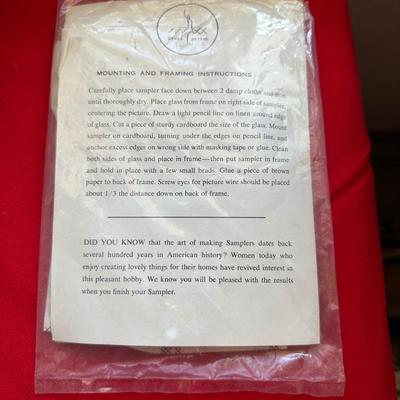 MOUNTING AND FRAMING INSTRUCTIONS
Carefully place sampler face down between 2 damp cloths and iron
until thoroughly dry. Place glass from frame on right side of sampler,
centering the picture. Draw a light pencil line on linen around edge
of glass. Cut a piece of sturdy cardboard the size of the glass. Mount
sampler on cardboard, turning under the edges on pencil line, and
anchor excess edges on wrong side with masking tape or glue. Clean
both sides of glass and place in frame—then put sampler in frame
and hold in place with a few small brads. Glue a piece of brown
paper to back of frame. Screw eyes for picture wire should be placed
about 1/3 the distance down on back of frame.
DID YOU KNOW that the art of making Samplers dates back
several hundred years in American history? Women today who
enjoy creating lovely things for their homes have revived interest in
this pleasant hobby. We know you will be pleased with the results
when you finish your Sampler.